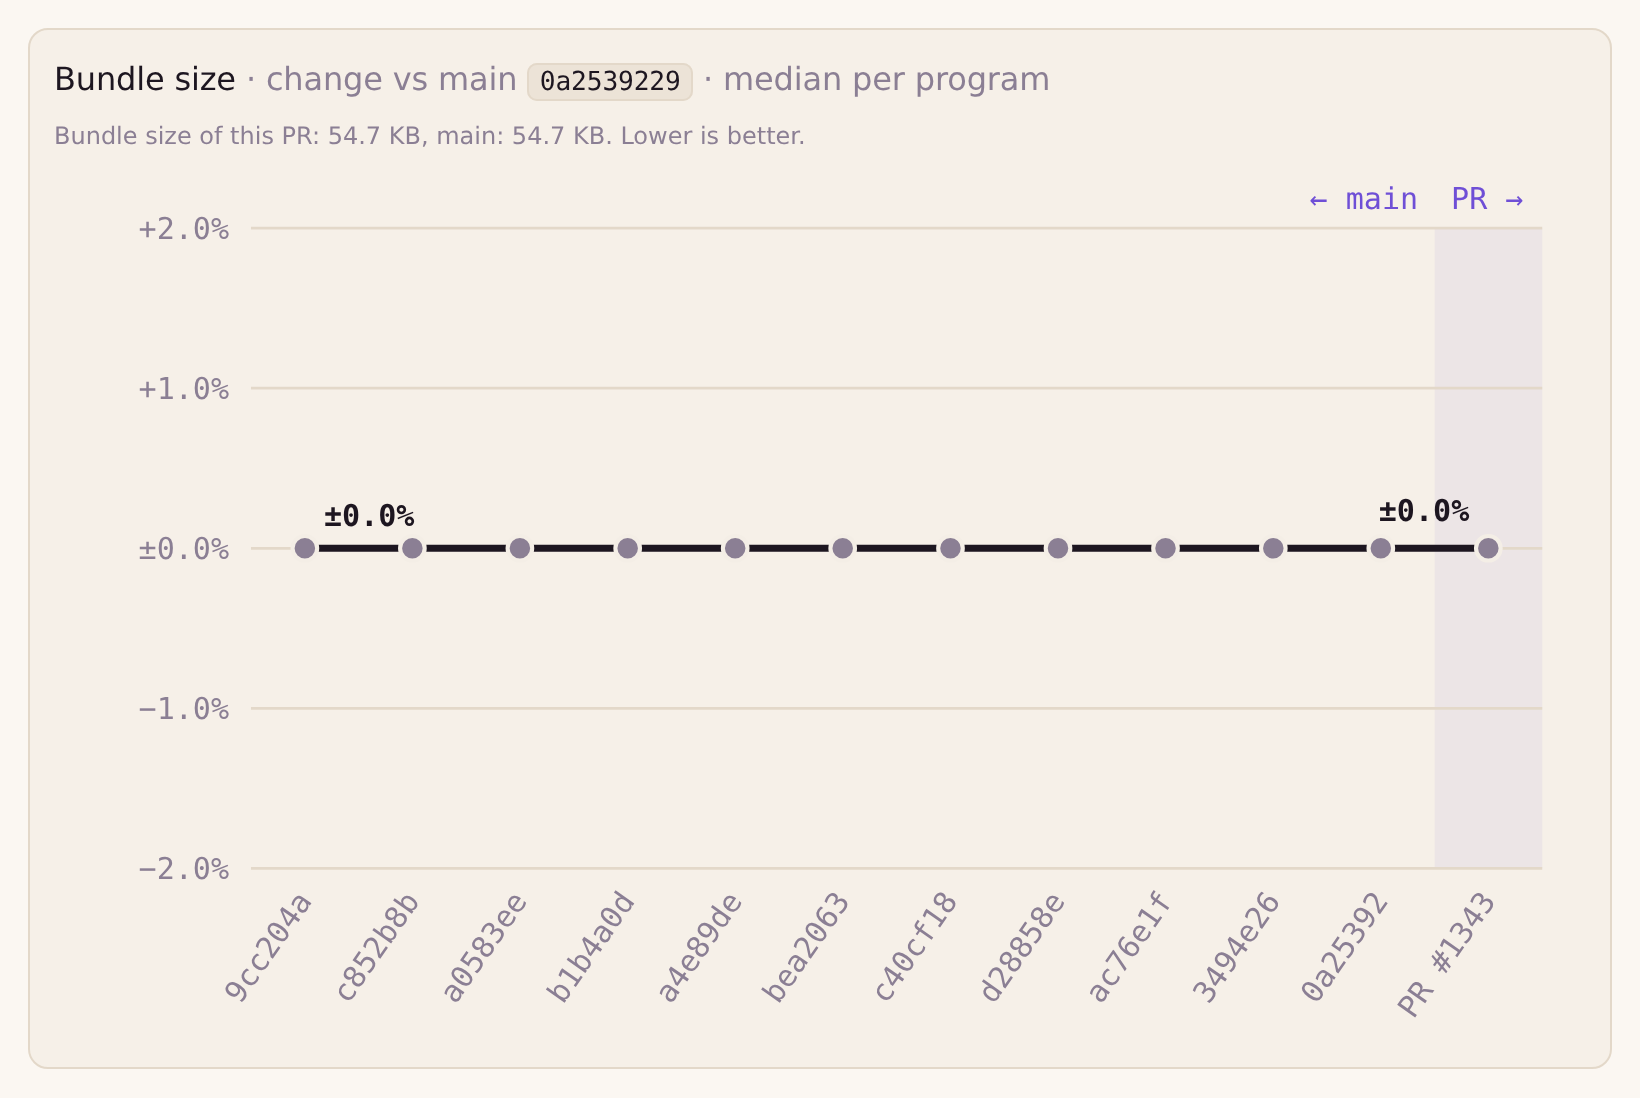 Bundle size · change vs main 0a2539229 · median per program
Bundle size of this PR: 54.7 KB, main: 54.7 KB. Lower is better.
← main PR →
+2.0%
+1.0%
±0.0% ±0.0%
±0.0%
−1.0%
−2.0%
9cc204a c852b8b a0583ee b1b4a0d a4e89de bea2063 c40cf18 d28858e ac76e1f 3494e26 0a25392 PR #1343